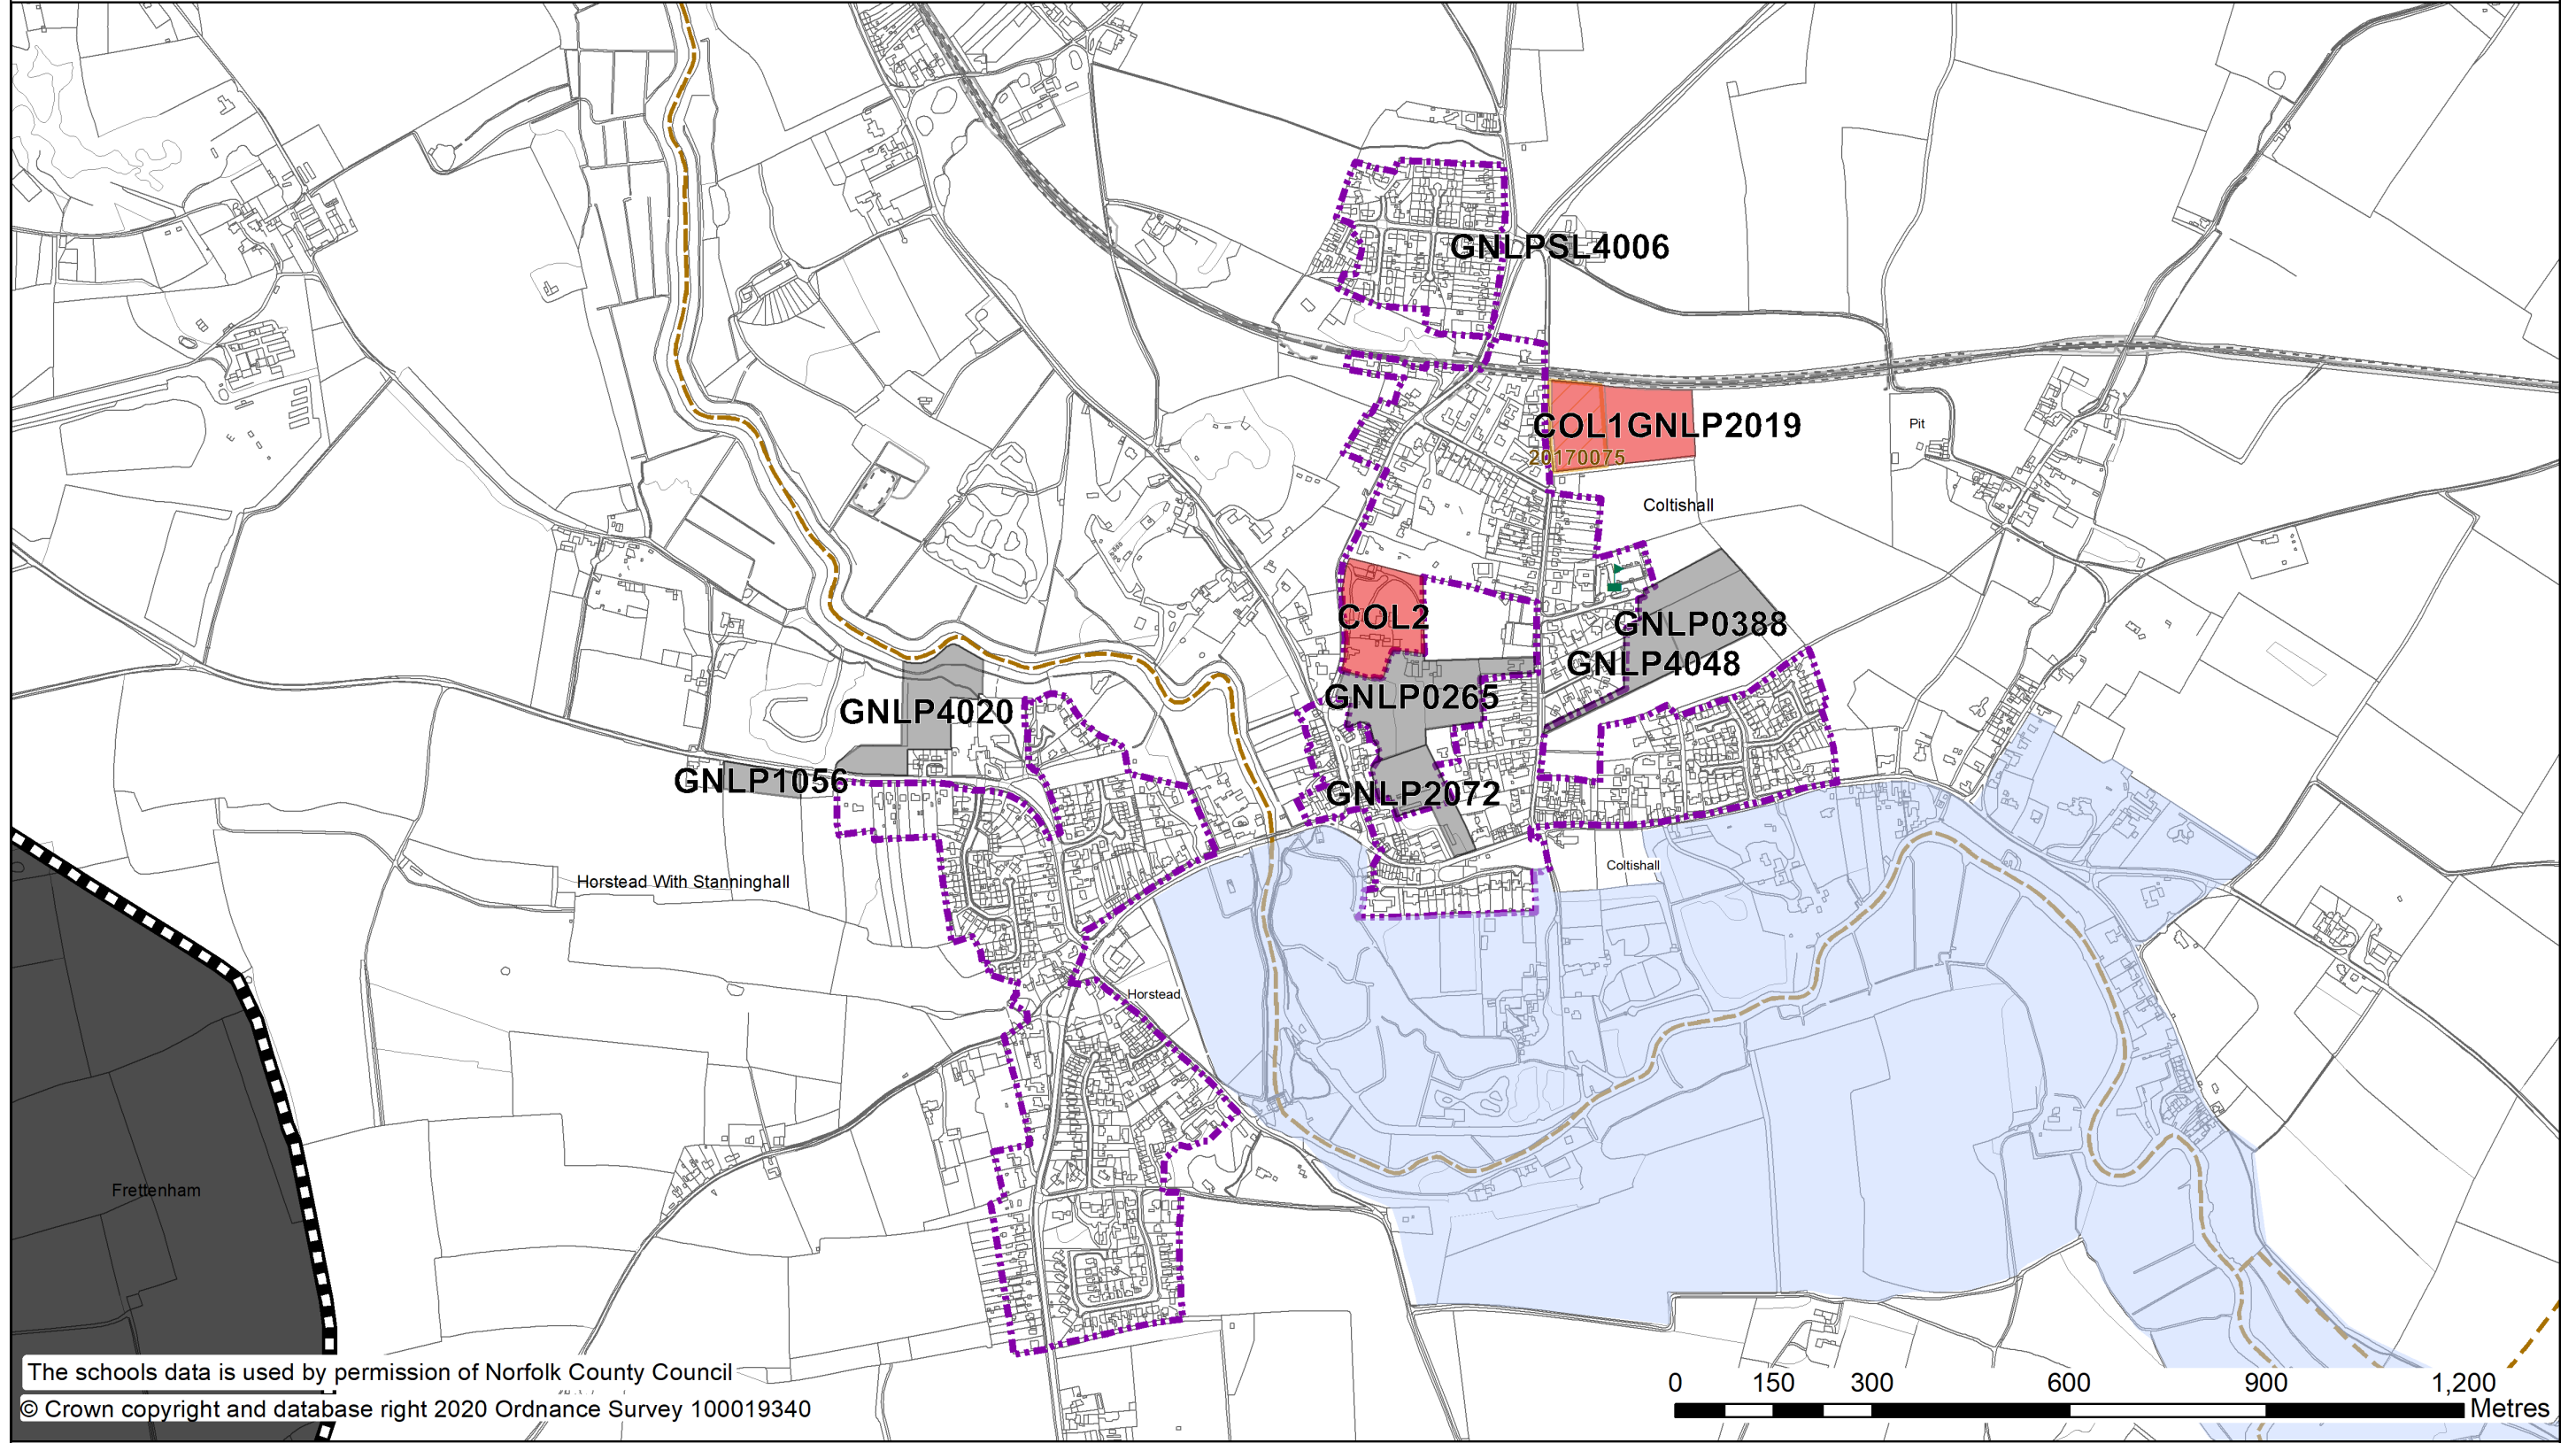 GNLPSL4006
COL1GNLP2019
20170075
Pit
Coltishall
COL2
GNLP0388
GNLP4048
GNLP0265
GNLP4020
GNLP1056
GNLP2072
Coltishall
Horstead With Stanninghall
Horstead
Frettenham
The schools data is used by permission of Norfolk County Council
© Crown copyright and database right 2020 Ordnance Survey 100019340
0 150 300 600 900 1,200
Metres